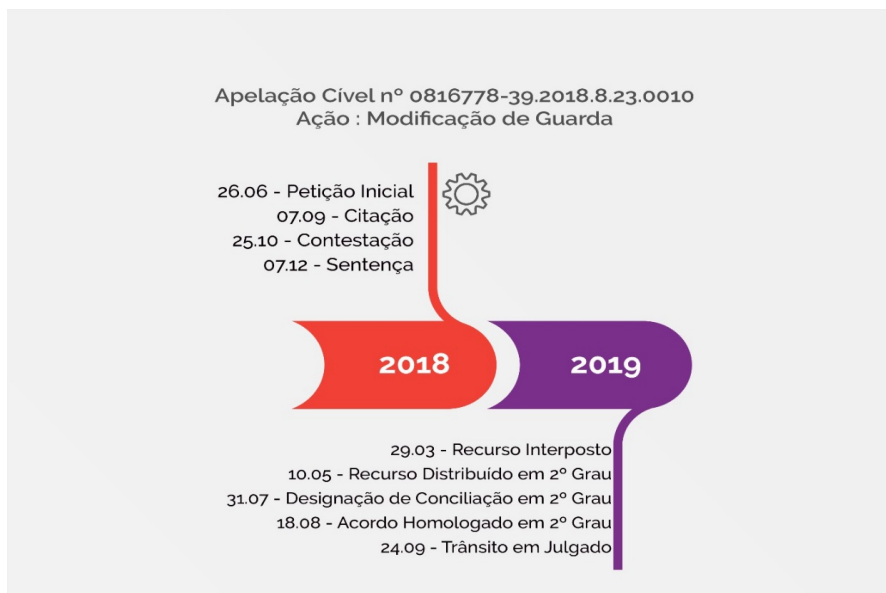 Apelação Cível nº 0816778-39.2018.8.23.0010
Ação : Modificação de Guarda
26.06 - Petição Inicial
07.09 - Citação
25.10 - Contestação
07.12 - Sentença
2018
2019
29.03 - Recurso Interposto
10.05 - Recurso Distribuído em 2º Grau
31.07 - Designação de Conciliação em 2º Grau
18.08 - Acordo Homologado em 2º Grau
24.09 - Trânsito em Julgado